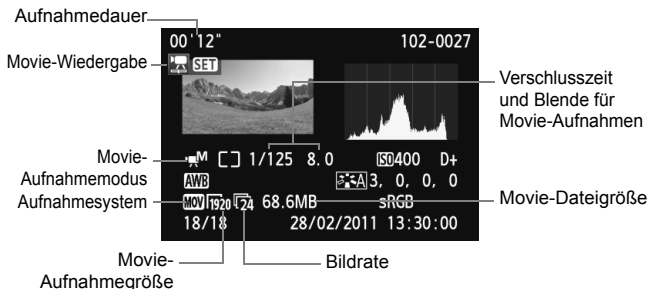 Aufnahmedauer
00'12" 102-0027
Movie-Wiedergabe
SET
Verschlusszeit
und Blende für
Movie-Aufnahmen
Movie-
Aufnahmemodus
M 1/125 8.0 ISO400 D+
AWB A 3, 0, 0, 0
Aufnahmesystem
MOV 1920 24 68.6MB sRGB
Movie-Dateigröße
18/18 28/02/2011 13:30:00
Movie-
Aufnahmegröße
Bildrate